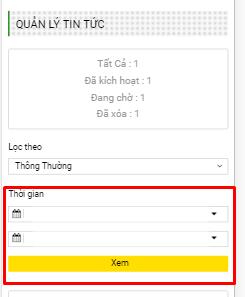 QUẢN LÝ TIN TỨC
Tất Cả : 1
Đã kích hoạt : 1
Đang chờ : 1
Đã xóa : 1
Lọc theo
Thông Thường
Thời gian
Xem